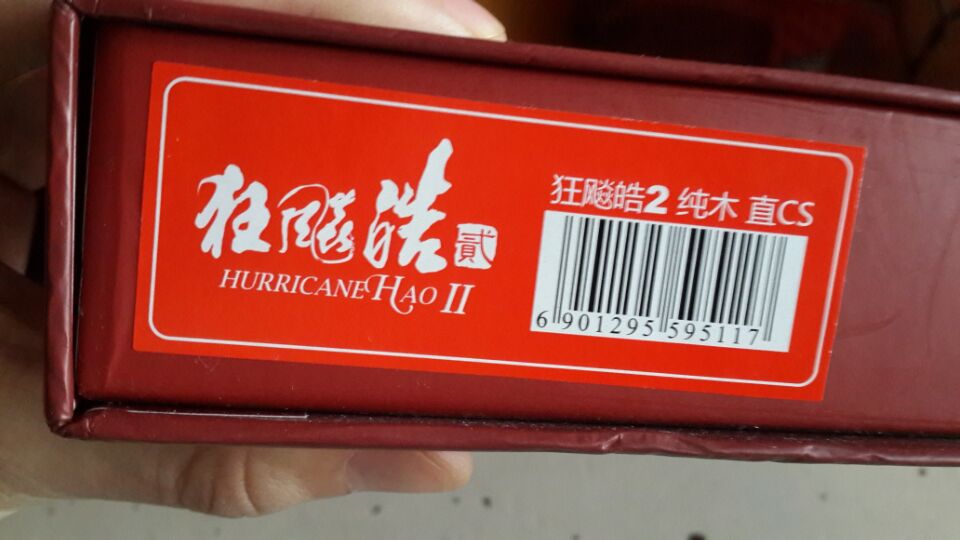 狂飚皓 貳
HURRICANE HAO II
狂飚皓2 纯木 直CS
6 901295 595117